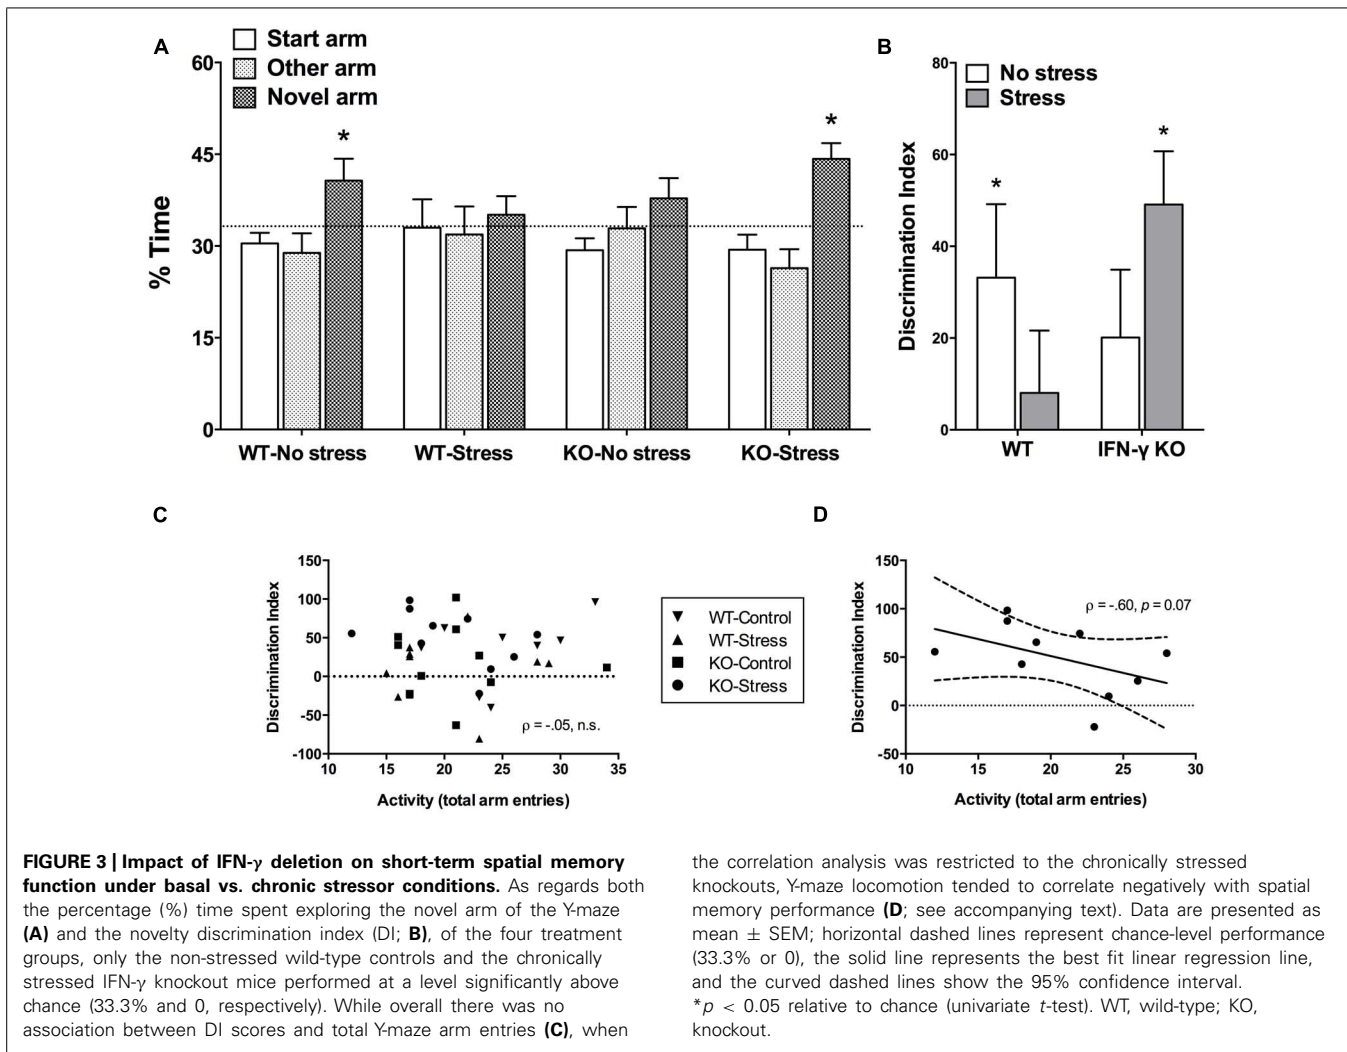 A
Start arm
Other arm
Novel arm
60
45
30
15
0
% Time
*
*
WT-No stress
WT-Stress
KO-No stress
KO-Stress
B
No stress
Stress
80
60
40
20
0
Discrimination Index
*
*
WT
IFN-γ KO
C
150
100
50
0
-50
-100
Discrimination Index
ρ = -.05, n.s.
10
15
20
25
30
35
Activity (total arm entries)
WT-Control
WT-Stress
KO-Control
KO-Stress
D
150
100
50
0
-50
Discrimination Index
ρ = -.60, p = 0.07
10
15
20
25
30
Activity (total arm entries)
FIGURE 3 | Impact of IFN-γ deletion on short-term spatial memory
function under basal vs. chronic stressor conditions. As regards both
the percentage (%) time spent exploring the novel arm of the Y-maze
(A) and the novelty discrimination index (DI; B), of the four treatment
groups, only the non-stressed wild-type controls and the chronically
stressed IFN-γ knockout mice performed at a level significantly above
chance (33.3% and 0, respectively). While overall there was no
association between DI scores and total Y-maze arm entries (C), when
the correlation analysis was restricted to the chronically stressed
knockouts, Y-maze locomotion tended to correlate negatively with spatial
memory performance (D; see accompanying text). Data are presented as
mean ± SEM; horizontal dashed lines represent chance-level performance
(33.3% or 0), the solid line represents the best fit linear regression line,
and the curved dashed lines show the 95% confidence interval.
*p < 0.05 relative to chance (univariate t-test). WT, wild-type; KO,
knockout.